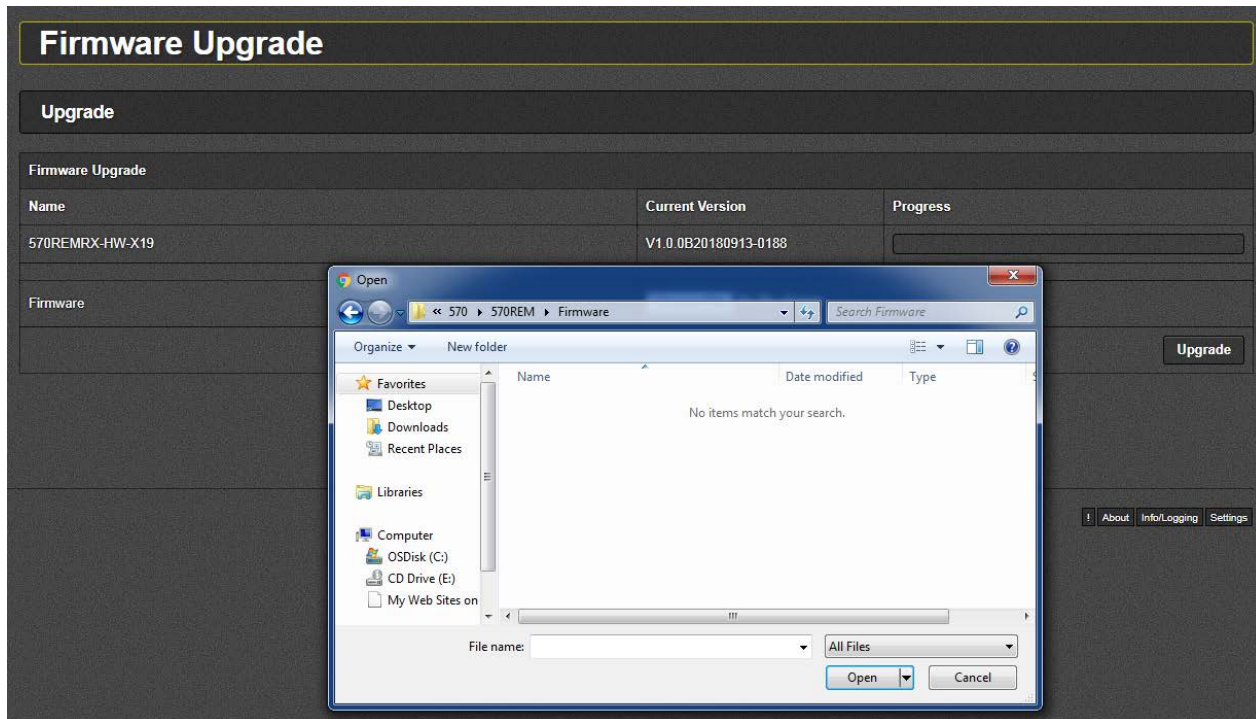 Firmware Upgrade
Upgrade
Firmware Upgrade
Name Current Version Progress
570REMRX-HW-X19 V1.0.0B20180913-0188
Firmware
Upgrade
Open
« 570 570REM Firmware Search Firmware
Organize New folder
Favorites
Desktop
Downloads
Recent Places
Libraries
Computer
OSDisk (C:)
CD Drive (E:)
My Web Sites on
Name Date modified Type
No items match your search.
File name: All Files
Open Cancel
! About Info/Logging Settings